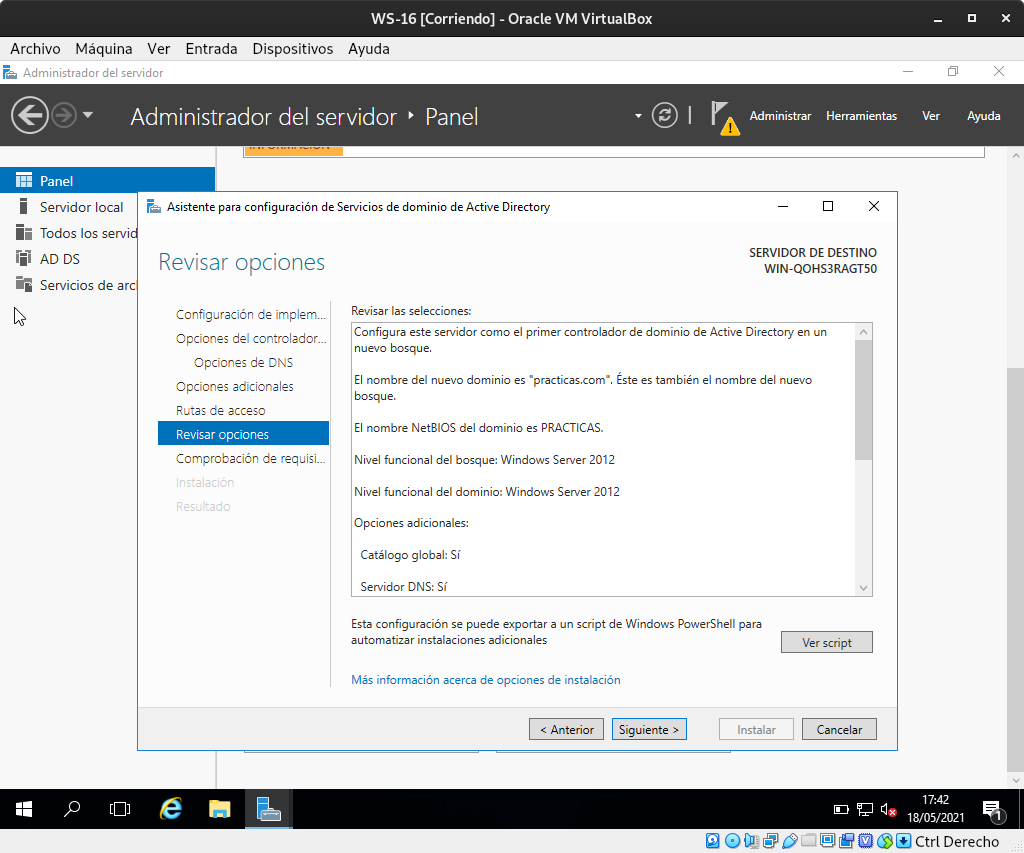 WS-16 [Corriendo] - Oracle VM VirtualBox
Archivo Máquina Ver Entrada Dispositivos Ayuda
Administrador del servidor
Administrador del servidor ‣ Panel
Administrar Herramientas Ver Ayuda
Panel
Servidor local
Todos los servid
AD DS
Servicios de arc
Asistente para configuración de Servicios de dominio de Active Directory
Revisar opciones
SERVIDOR DE DESTINO
WIN-QOHS3RAGT50
Configuración de implem...
Opciones del controlador...
Opciones de DNS
Opciones adicionales
Rutas de acceso
Revisar opciones
Comprobación de requisi...
Instalación
Resultado
Revisar las selecciones:
Configura este servidor como el primer controlador de dominio de Active Directory en un
nuevo bosque.
El nombre del nuevo dominio es "practicas.com". Éste es también el nombre del nuevo
bosque.
El nombre NetBIOS del dominio es PRACTICAS.
Nivel funcional del bosque: Windows Server 2012
Nivel funcional del dominio: Windows Server 2012
Opciones adicionales:
Catálogo global: Sí
Servidor DNS: Sí
Esta configuración se puede exportar a un script de Windows PowerShell para
automatizar instalaciones adicionales
Ver script
Más información acerca de opciones de instalación
< Anterior Siguiente > Instalar Cancelar
17:42
18/05/2021
1
Ctrl Derecho